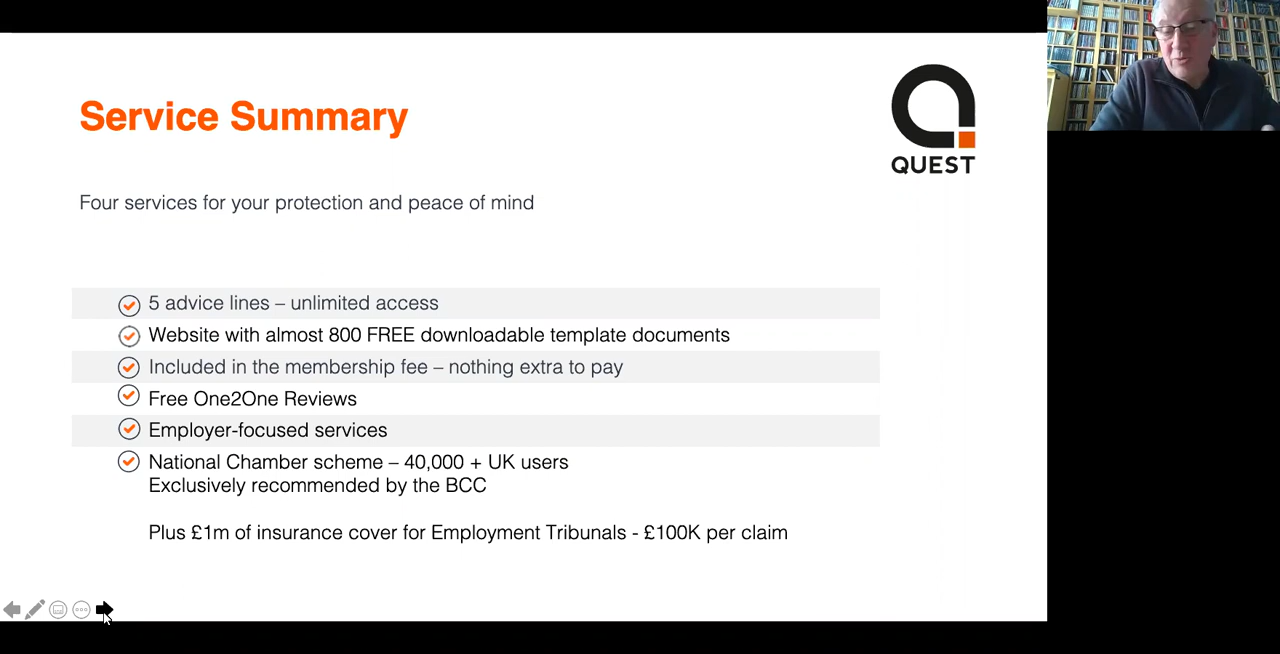 Service Summary
QUEST
Four services for your protection and peace of mind
5 advice lines – unlimited access
Website with almost 800 FREE downloadable template documents
Included in the membership fee – nothing extra to pay
Free One2One Reviews
Employer-focused services
National Chamber scheme – 40,000 + UK users
Exclusively recommended by the BCC
Plus £1m of insurance cover for Employment Tribunals - £100K per claim